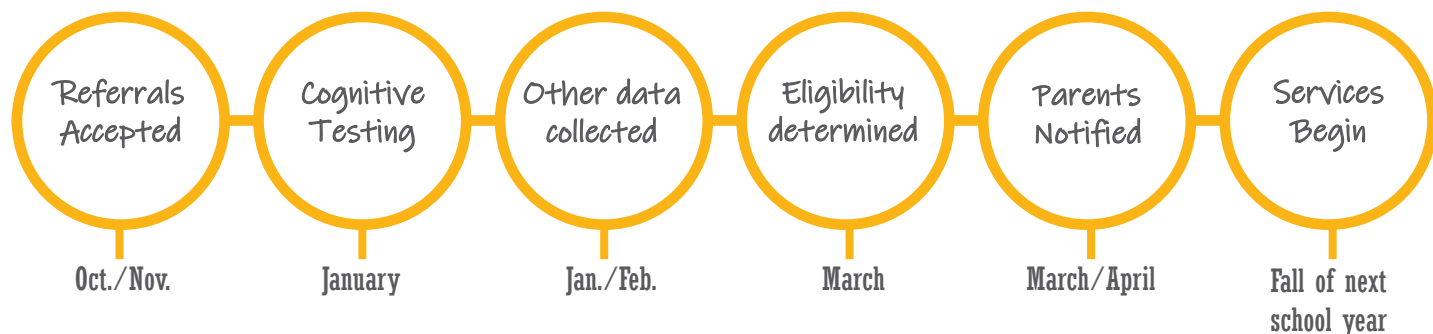 Referrals
Accepted
Cognitive
Testing
Other data
collected
Eligibility
determined
Parents
Notified
Services
Begin
Oct./Nov.
January
Jan./Feb.
March
March/April
Fall of next
school year